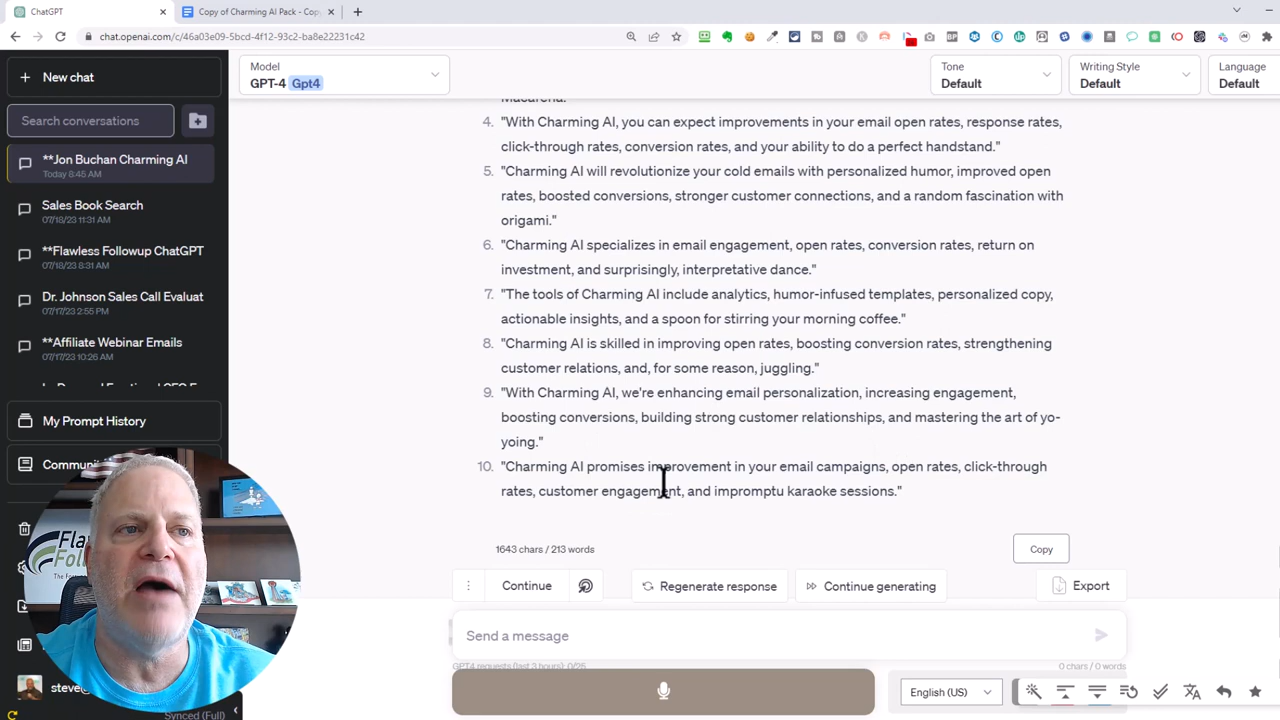 ChatGPT
Copy of Charming AI Pack - Cop
chat.openai.com/c/46a03e09-5bcd-4f12-93c2-ba8e22231c42
New chat
Model
GPT-4 Gpt4
Tone
Default
Writing Style
Default
Language
Default
Search conversations
**Jon Buchan Charming AI
Today 8:45 AM
Sales Book Search
07/18/23 11:31 AM
**Flawless Followup ChatGPT
07/18/23 8:31 AM
Dr. Johnson Sales Call Evaluat
07/17/23 2:55 PM
**Affiliate Webinar Emails
07/17/23 10:26 AM
My Prompt History
Communi
steve@
Synced (Full)
Macarena."
4. "With Charming AI, you can expect improvements in your email open rates, response rates,
click-through rates, conversion rates, and your ability to do a perfect handstand."
5. "Charming AI will revolutionize your cold emails with personalized humor, improved open
rates, boosted conversions, stronger customer connections, and a random fascination with
origami."
6. "Charming AI specializes in email engagement, open rates, conversion rates, return on
investment, and surprisingly, interpretative dance."
7. "The tools of Charming AI include analytics, humor-infused templates, personalized copy,
actionable insights, and a spoon for stirring your morning coffee."
8. "Charming AI is skilled in improving open rates, boosting conversion rates, strengthening
customer relations, and, for some reason, juggling."
9. "With Charming AI, we're enhancing email personalization, increasing engagement,
boosting conversions, building strong customer relationships, and mastering the art of yo-
yoing."
10. "Charming AI promises improvement in your email campaigns, open rates, click-through
rates, customer engagement, and impromptu karaoke sessions."
1643 chars / 213 words
Copy
Continue
Regenerate response
Continue generating
Export
Send a message
GPT4 requests (last 3 hours): 0/25
0 chars / 0 words
English (US)